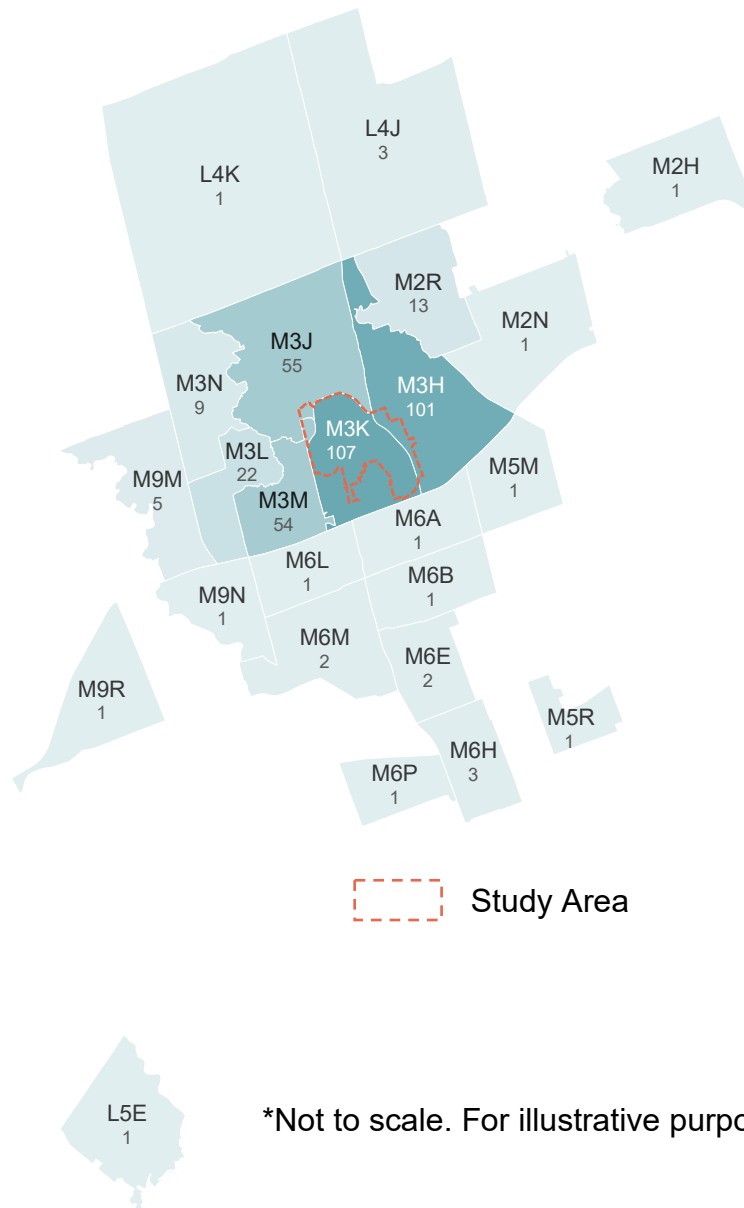 L4J
3
L4K
1
M2H
1
M2R
13
M2N
1
M3J
55
M3N
9
M3H
101
M3K
107
M3L
22
M9M
5
M3M
54
M5M
1
M6A
1
M6L
1
M6B
1
M9N
1
M6M
2
M6E
2
M9R
1
M5R
1
M6H
3
M6P
1
Study Area
L5E
1
*Not to scale. For illustrative purpo